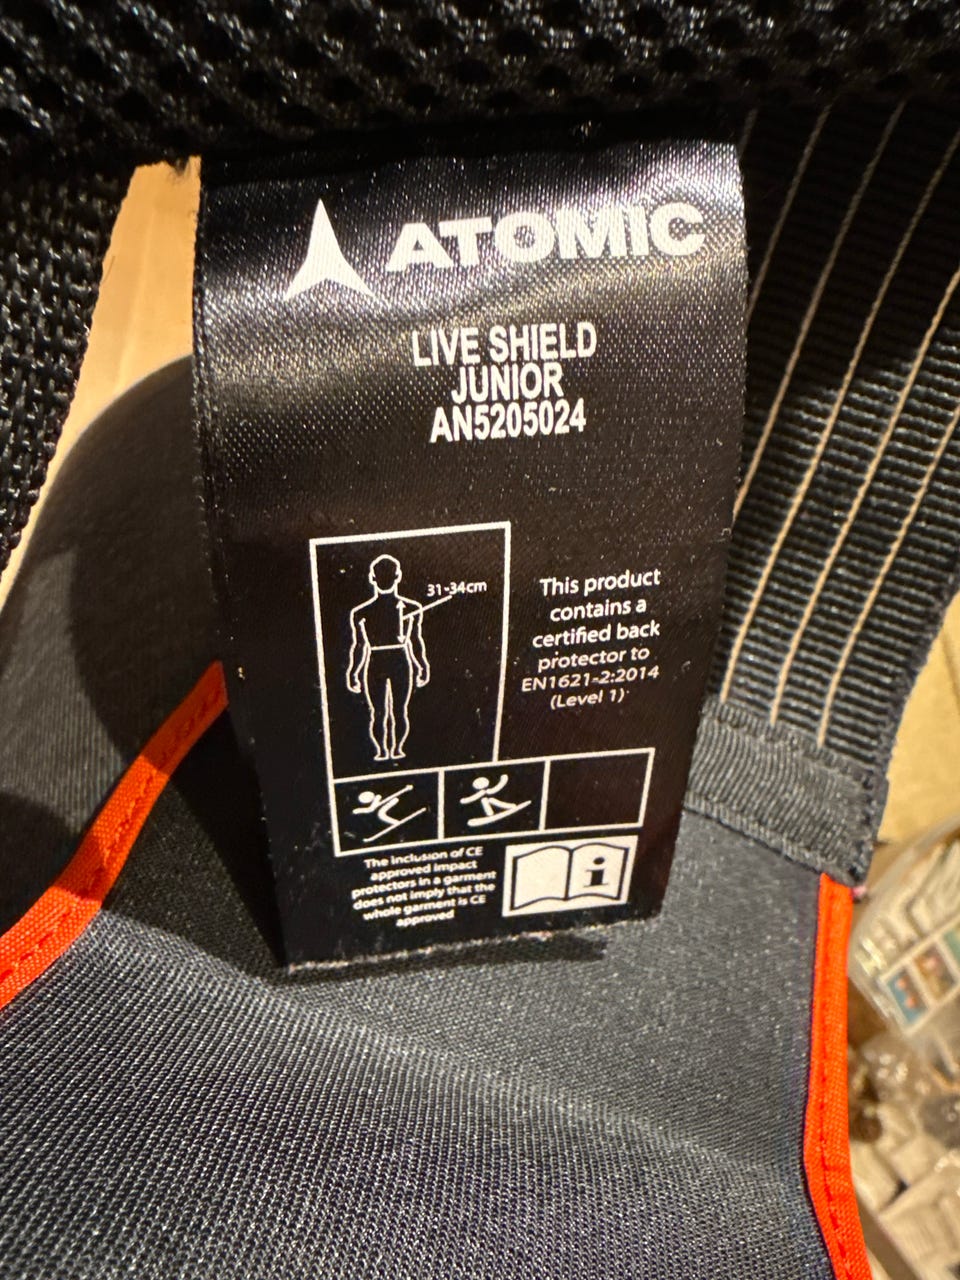 ATOMIC
LIVE SHIELD
JUNIOR
AN5205024
31-34cm
This product
contains a
certified back
protector to
EN1621-2:2014
(Level 1)
The inclusion of CE
approved impact
protectors in a garment
does not imply that the
whole garment is CE
approved
i